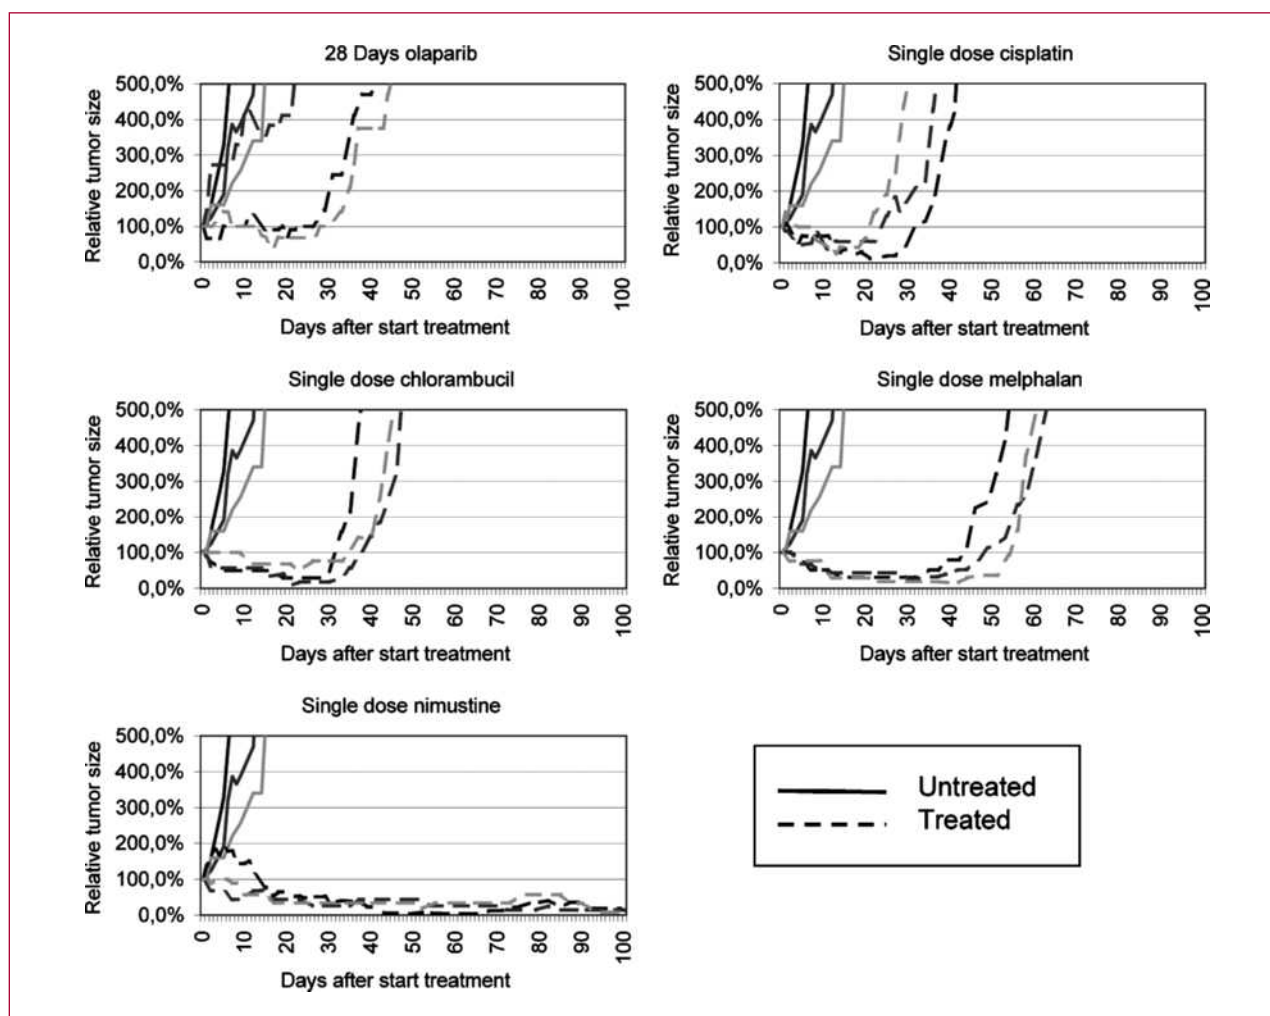 28 Days olaparib
Relative tumor size
500,0%
400,0%
300,0%
200,0%
100,0%
0,0%
0 10 20 30 40 50 60 70 80 90 100
Days after start treatment
Single dose cisplatin
Relative tumor size
500,0%
400,0%
300,0%
200,0%
100,0%
0,0%
0 10 20 30 40 50 60 70 80 90 100
Days after start treatment
Single dose chlorambucil
Relative tumor size
500,0%
400,0%
300,0%
200,0%
100,0%
0,0%
0 10 20 30 40 50 60 70 80 90 100
Days after start treatment
Single dose melphalan
Relative tumor size
500,0%
400,0%
300,0%
200,0%
100,0%
0,0%
0 10 20 30 40 50 60 70 80 90 100
Days after start treatment
Single dose nimustine
Relative tumor size
500,0%
400,0%
300,0%
200,0%
100,0%
0,0%
0 10 20 30 40 50 60 70 80 90 100
Days after start treatment
Untreated
Treated